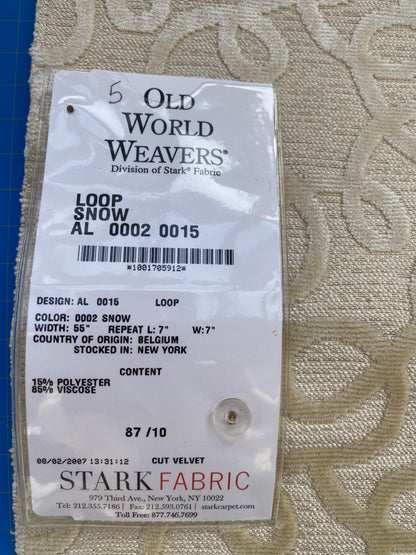 5 OLD
WORLD
WEAVERS®
Division of Stark® Fabric
LOOP
SNOW
AL 0002 0015
*1001705912*
DESIGN: AL 0015 LOOP
COLOR: 0002 SNOW
WIDTH: 55" REPEAT L: 7" W:7"
COUNTRY OF ORIGIN: BELGIUM
STOCKED IN: NEW YORK
CONTENT
15% POLYESTER
85% VISCOSE
87 /10
08/02/2007 13:31:12 CUT VELVET
STARK FABRIC
979 Third Ave., New York, NY 10022
Tel: 212.355.7186 | Fax: 212.593.0761 | starkcarpet.com
Toll Free: 877.746.7699